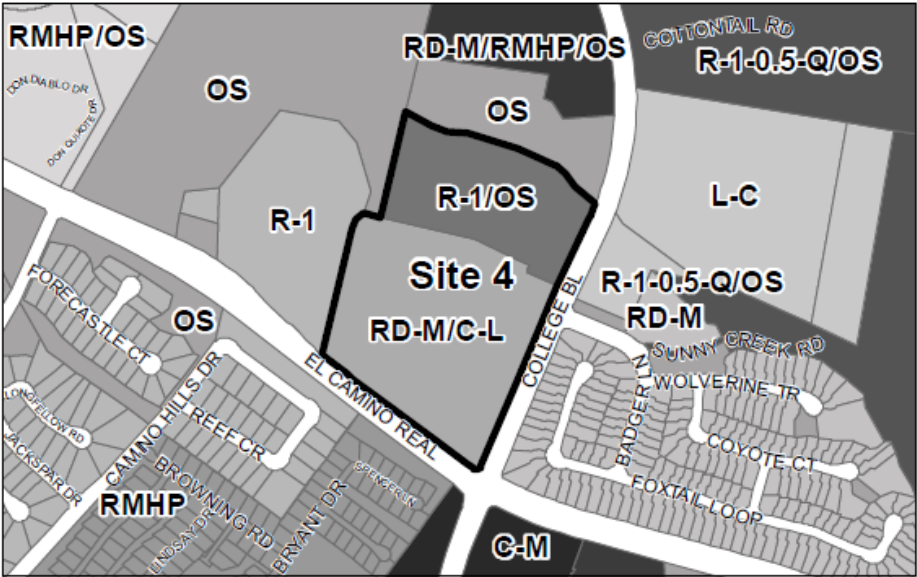 RMHP/OS
RD-M/RMHP/OS
COTTONTAIL RD
R-1-0.5-Q/OS
DON DIABLO DR
DON QUIXOTE DR
OS
OS
R-1/OS
L-C
R-1
Site 4
R-1-0.5-Q/OS
RD-M/C-L
RD-M
COLLEGE BL
SUNNY CREEK RD
FORECASTLE CT
OS
EL CAMINO REAL
BADGER LN
WOLVERINE TR
LONGFELLOW RD
CAMINO HILLS DR
REEF CR
COYOTE CT
JACKSPAR DR
BROWNING RD
SPENSER LN
FOXTAIL LOOP
RMHP
LINDSAY DR
BRYANT DR
C-M